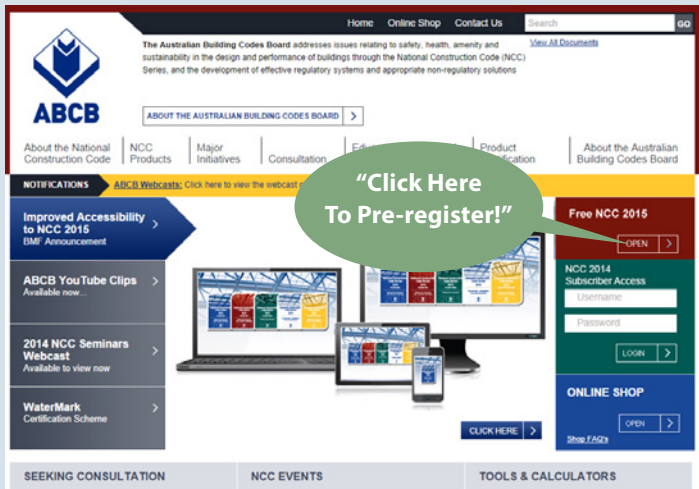 Home Online Shop Contact Us Search GO
ABCB
The Australian Building Codes Board addresses issues relating to safety, health, amenity and
sustainability in the design and performance of buildings through the National Construction Code (NCC)
Series, and the development of effective regulatory systems and appropriate non-regulatory solutions
View All Documents
ABOUT THE AUSTRALIAN BUILDING CODES BOARD
About the National
Construction Code
NCC
Products
Major
Initiatives
Consultation
Product
About the Australian
Building Codes Board
NOTIFICATIONS ABCB Webcasts: Click here to view the webcast
“Click Here
To Pre-register!”
Improved Accessibility
to NCC 2015
BMF Announcement
ABCB YouTube Clips
Available now...
2014 NCC Seminars
Webcast
Available to view now
WaterMark
Certification Scheme
CLICK HERE
Free NCC 2015
OPEN
NCC 2014
Subscriber Access
Username
Password
LOGIN
ONLINE SHOP
OPEN
Shop FAQ's
SEEKING CONSULTATION NCC EVENTS TOOLS & CALCULATORS